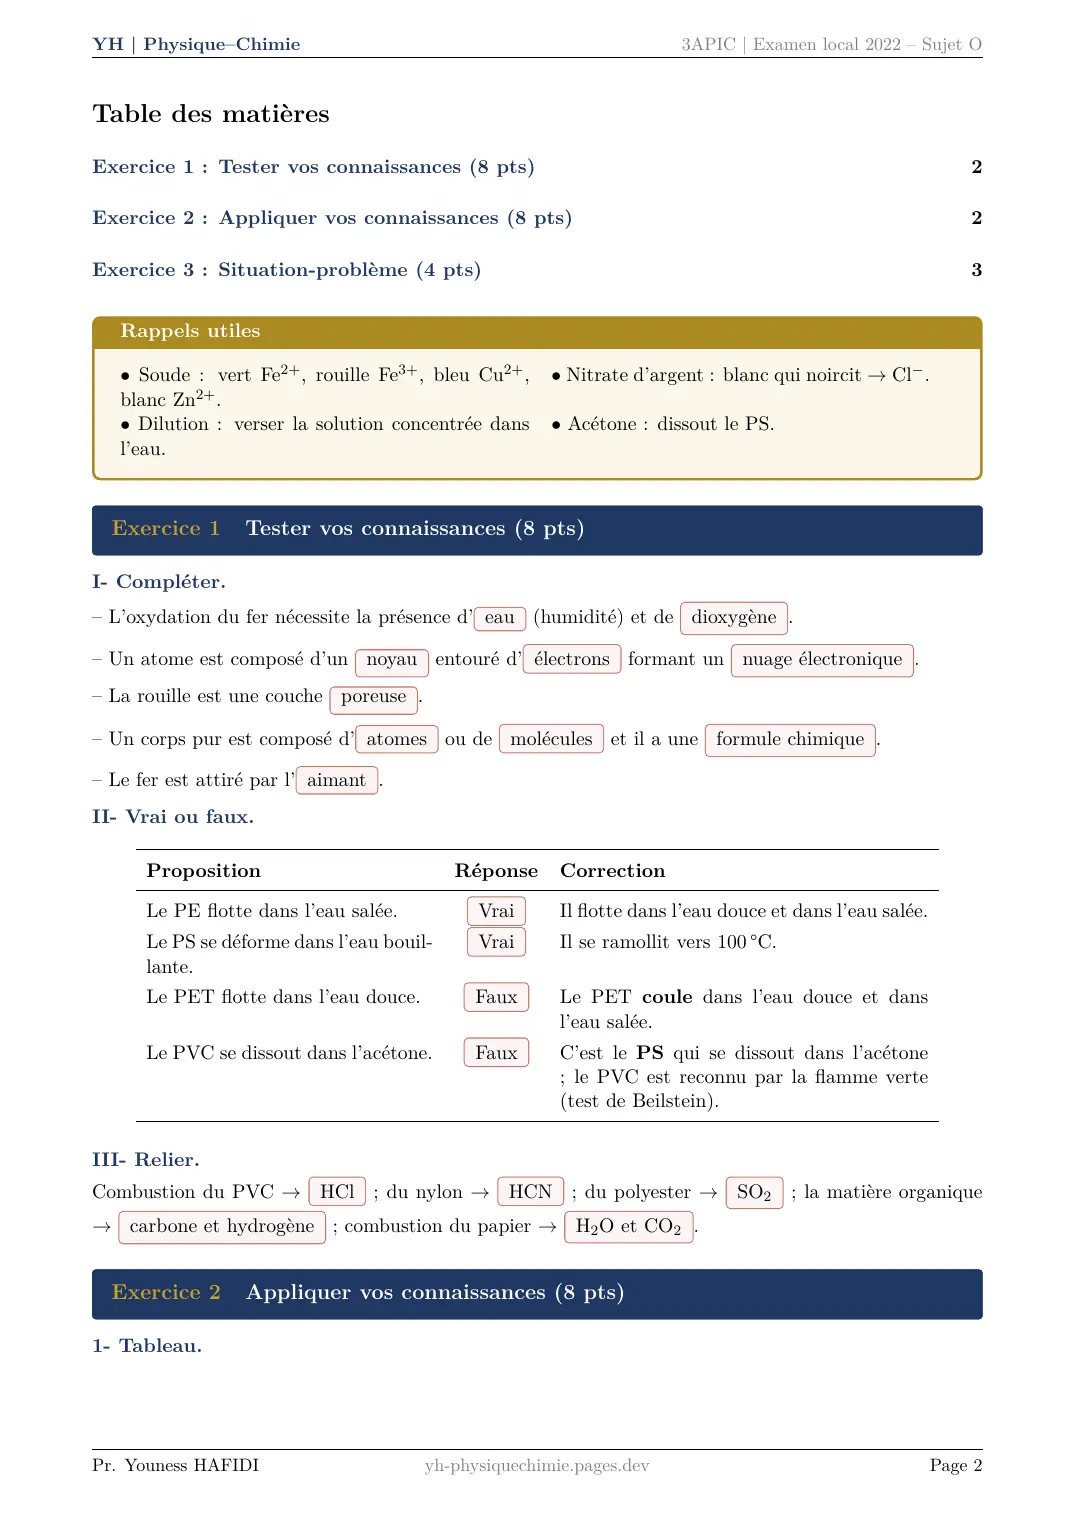 YH | Physique–Chimie 3APIC | Examen local 2022 – Sujet O
Table des matières
Exercice 1 : Tester vos connaissances (8 pts) 2
Exercice 2 : Appliquer vos connaissances (8 pts) 2
Exercice 3 : Situation-problème (4 pts) 3
Rappels utiles
• Soude : vert Fe²⁺, rouille Fe³⁺, bleu Cu²⁺,
blanc Zn²⁺.
• Dilution : verser la solution concentrée dans
l'eau.
• Nitrate d'argent : blanc qui noircit → Cl⁻.
• Acétone : dissout le PS.
Exercice 1 Tester vos connaissances (8 pts)
I- Compléter.
– L'oxydation du fer nécessite la présence d' eau (humidité) et de dioxygène .
– Un atome est composé d'un noyau entouré d' électrons formant un nuage électronique .
– La rouille est une couche poreuse .
– Un corps pur est composé d' atomes ou de molécules et il a une formule chimique .
– Le fer est attiré par l' aimant .
II- Vrai ou faux.
Proposition Réponse Correction
Le PE flotte dans l'eau salée. Vrai Il flotte dans l'eau douce et dans l'eau salée.
Le PS se déforme dans l'eau bouil- Vrai Il se ramollit vers 100 °C.
lante.
Le PET flotte dans l'eau douce. Faux Le PET coule dans l'eau douce et dans
l'eau salée.
Le PVC se dissout dans l'acétone. Faux C'est le PS qui se dissout dans l'acétone
; le PVC est reconnu par la flamme verte
(test de Beilstein).
III- Relier.
Combustion du PVC → HCl ; du nylon → HCN ; du polyester → SO₂ ; la matière organique
→ carbone et hydrogène ; combustion du papier → H₂O et CO₂ .
Exercice 2 Appliquer vos connaissances (8 pts)
1- Tableau.
Pr. Youness HAFIDI yh-physiquechimie.pages.dev Page 2